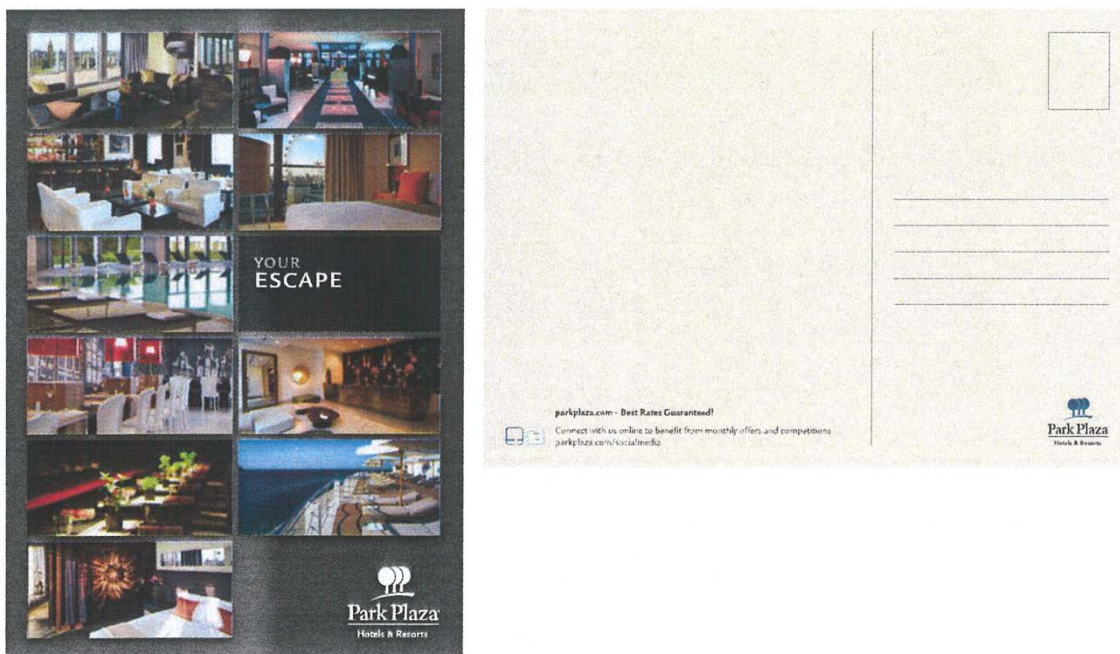 YOUR
ESCAPE
Park Plaza
Hotels & Resorts
parkplaza.com - Best Rates Guaranteed!
Connect with us online to benefit from monthly offers and competitions
parkplaza.com/socialmedia
Park Plaza
Hotels & Resorts